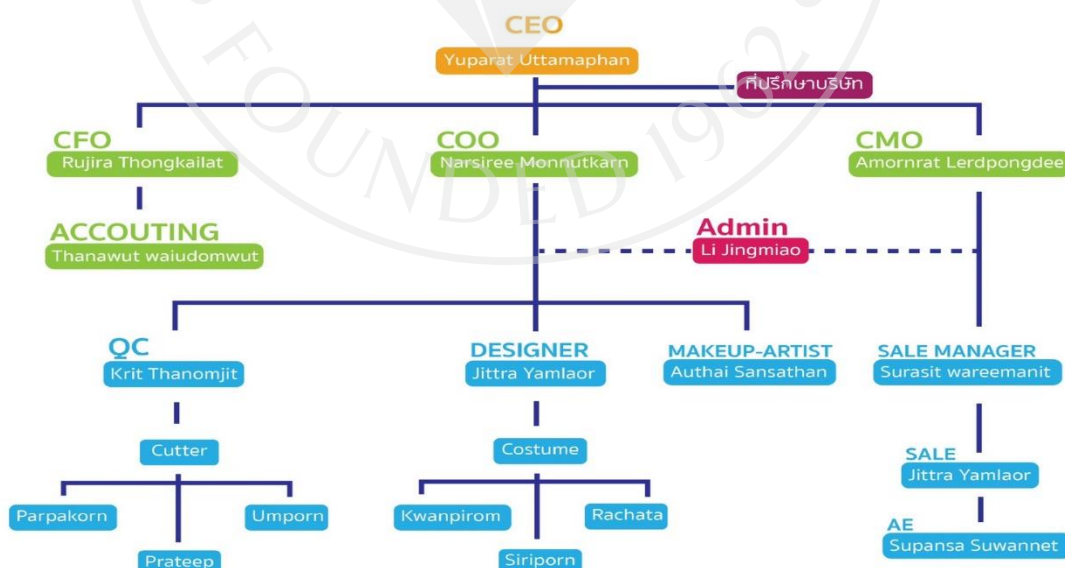 CEO
Yuparat Uttamaphan
ที่ปรึกษาบริษัท
CFO
Rujira Thongkailat
COO
Narsiree Monnutkarn
CMO
Amornrat Lerdpongdee
ACCOUTING
Thanawut waiudomwut
Admin
Li Jingmiao
QC
Krit Thanomjit
DESIGNER
Jittra Yamlaor
MAKEUP-ARTIST
Authai Sansathan
SALE MANAGER
Surasit wareemanit
Cutter
Costume
SALE
Jittra Yamlaor
Parpakorn
Umporn
Kwanpirom
Rachata
AE
Supansa Suwannet
Prateep
Siriporn
FOUNDED 1962